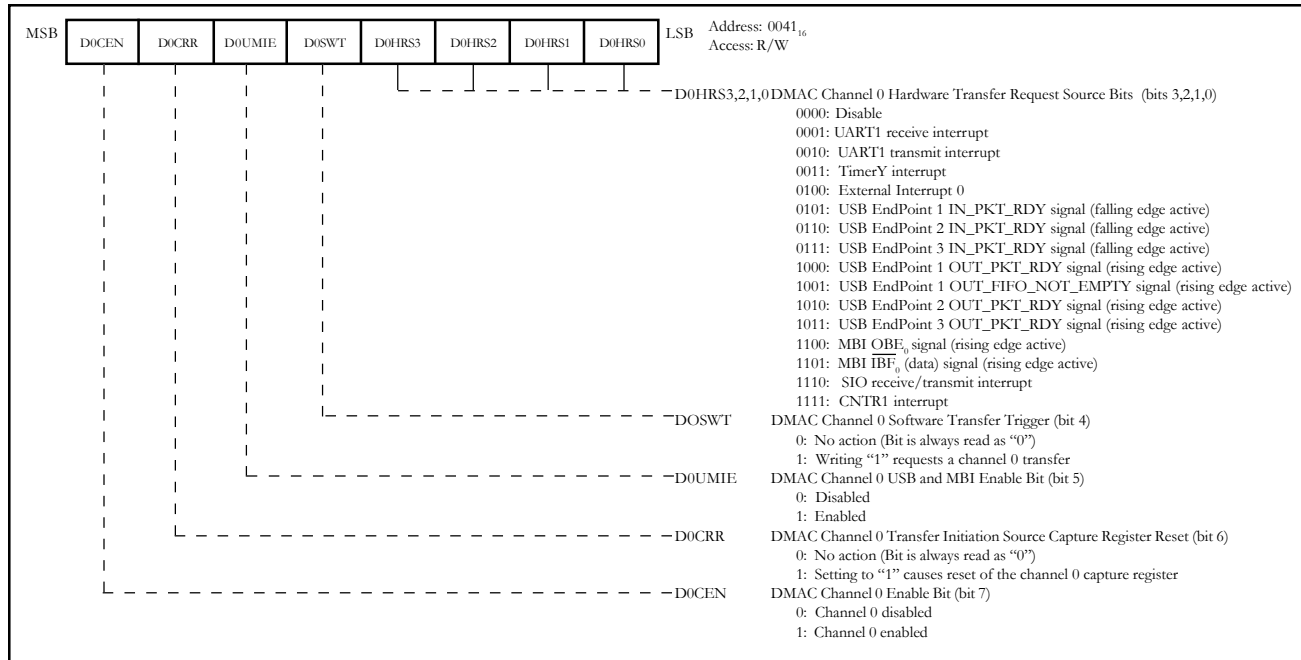 MSB D0CEN D0CRR D0UMIE D0SWT D0HRS3 D0HRS2 D0HRS1 D0HRS0 LSB Address: 0041₁₆
Access: R/W
D0HRS3,2,1,0 DMAC Channel 0 Hardware Transfer Request Source Bits (bits 3,2,1,0)
0000: Disable
0001: UART1 receive interrupt
0010: UART1 transmit interrupt
0011: TimerY interrupt
0100: External Interrupt 0
0101: USB EndPoint 1 IN_PKT_RDY signal (falling edge active)
0110: USB EndPoint 2 IN_PKT_RDY signal (falling edge active)
0111: USB EndPoint 3 IN_PKT_RDY signal (falling edge active)
1000: USB EndPoint 1 OUT_PKT_RDY signal (rising edge active)
1001: USB EndPoint 1 OUT_FIFO_NOT_EMPTY signal (rising edge active)
1010: USB EndPoint 2 OUT_PKT_RDY signal (rising edge active)
1011: USB EndPoint 3 OUT_PKT_RDY signal (rising edge active)
1100: MBI OBE₀ signal (rising edge active)
1101: MBI I̅B̅F̅₀ (data) signal (rising edge active)
1110: SIO receive/transmit interrupt
1111: CNTR1 interrupt
DOSWT DMAC Channel 0 Software Transfer Trigger (bit 4)
0: No action (Bit is always read as “0”)
1: Writing “1” requests a channel 0 transfer
D0UMIE DMAC Channel 0 USB and MBI Enable Bit (bit 5)
0: Disabled
1: Enabled
D0CRR DMAC Channel 0 Transfer Initiation Source Capture Register Reset (bit 6)
0: No action (Bit is always read as “0”)
1: Setting to “1” causes reset of the channel 0 capture register
D0CEN DMAC Channel 0 Enable Bit (bit 7)
0: Channel 0 disabled
1: Channel 0 enabled